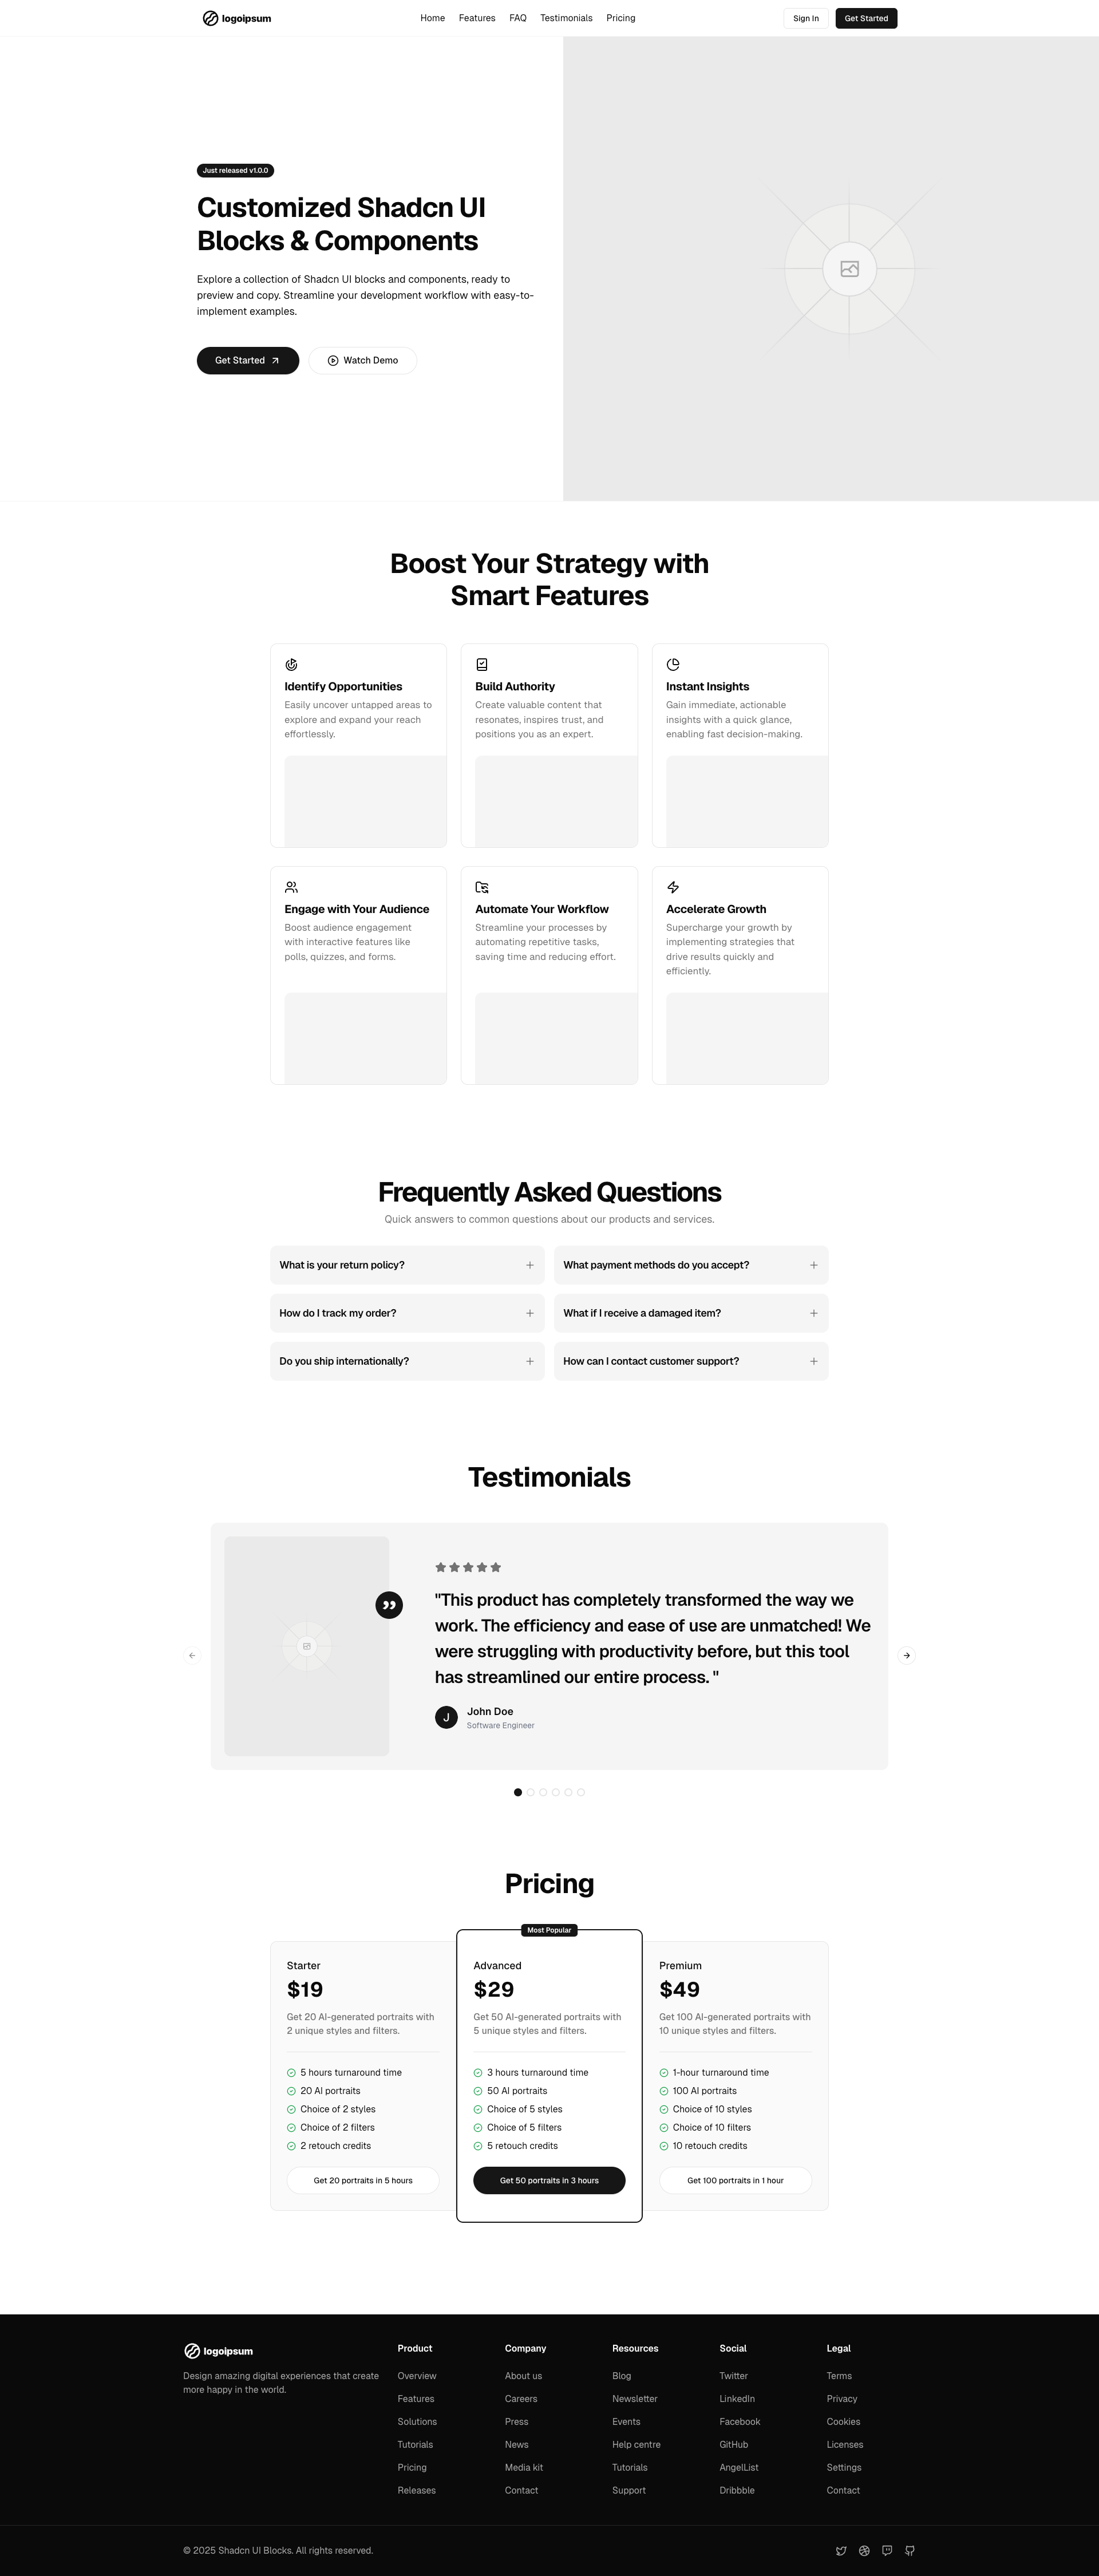 logoipsum
Home Features FAQ Testimonials Pricing
Sign In Get Started
Just released v1.0.0
Customized Shadcn UI
Blocks & Components
Explore a collection of Shadcn UI blocks and components, ready to
preview and copy. Streamline your development workflow with easy-to-
implement examples.
Get Started
Watch Demo
Boost Your Strategy with
Smart Features
Identify Opportunities
Easily uncover untapped areas to
explore and expand your reach
effortlessly.
Build Authority
Create valuable content that
resonates, inspires trust, and
positions you as an expert.
Instant Insights
Gain immediate, actionable
insights with a quick glance,
enabling fast decision-making.
Engage with Your Audience
Boost audience engagement
with interactive features like
polls, quizzes, and forms.
Automate Your Workflow
Streamline your processes by
automating repetitive tasks,
saving time and reducing effort.
Accelerate Growth
Supercharge your growth by
implementing strategies that
drive results quickly and
efficiently.
Frequently Asked Questions
Quick answers to common questions about our products and services.
What is your return policy?
What payment methods do you accept?
How do I track my order?
What if I receive a damaged item?
Do you ship internationally?
How can I contact customer support?
Testimonials
"This product has completely transformed the way we
work. The efficiency and ease of use are unmatched! We
were struggling with productivity before, but this tool
has streamlined our entire process. "
J
John Doe
Software Engineer
Pricing
Most Popular
Starter
$19
Get 20 AI-generated portraits with
2 unique styles and filters.
5 hours turnaround time
20 AI portraits
Choice of 2 styles
Choice of 2 filters
2 retouch credits
Get 20 portraits in 5 hours
Advanced
$29
Get 50 AI-generated portraits with
5 unique styles and filters.
3 hours turnaround time
50 AI portraits
Choice of 5 styles
Choice of 5 filters
5 retouch credits
Get 50 portraits in 3 hours
Premium
$49
Get 100 AI-generated portraits with
10 unique styles and filters.
1-hour turnaround time
100 AI portraits
Choice of 10 styles
Choice of 10 filters
10 retouch credits
Get 100 portraits in 1 hour
logoipsum
Design amazing digital experiences that create
more happy in the world.
Product
Overview
Features
Solutions
Tutorials
Pricing
Releases
Company
About us
Careers
Press
News
Media kit
Contact
Resources
Blog
Newsletter
Events
Help centre
Tutorials
Support
Social
Twitter
LinkedIn
Facebook
GitHub
AngelList
Dribbble
Legal
Terms
Privacy
Cookies
Licenses
Settings
Contact
© 2025 Shadcn UI Blocks. All rights reserved.